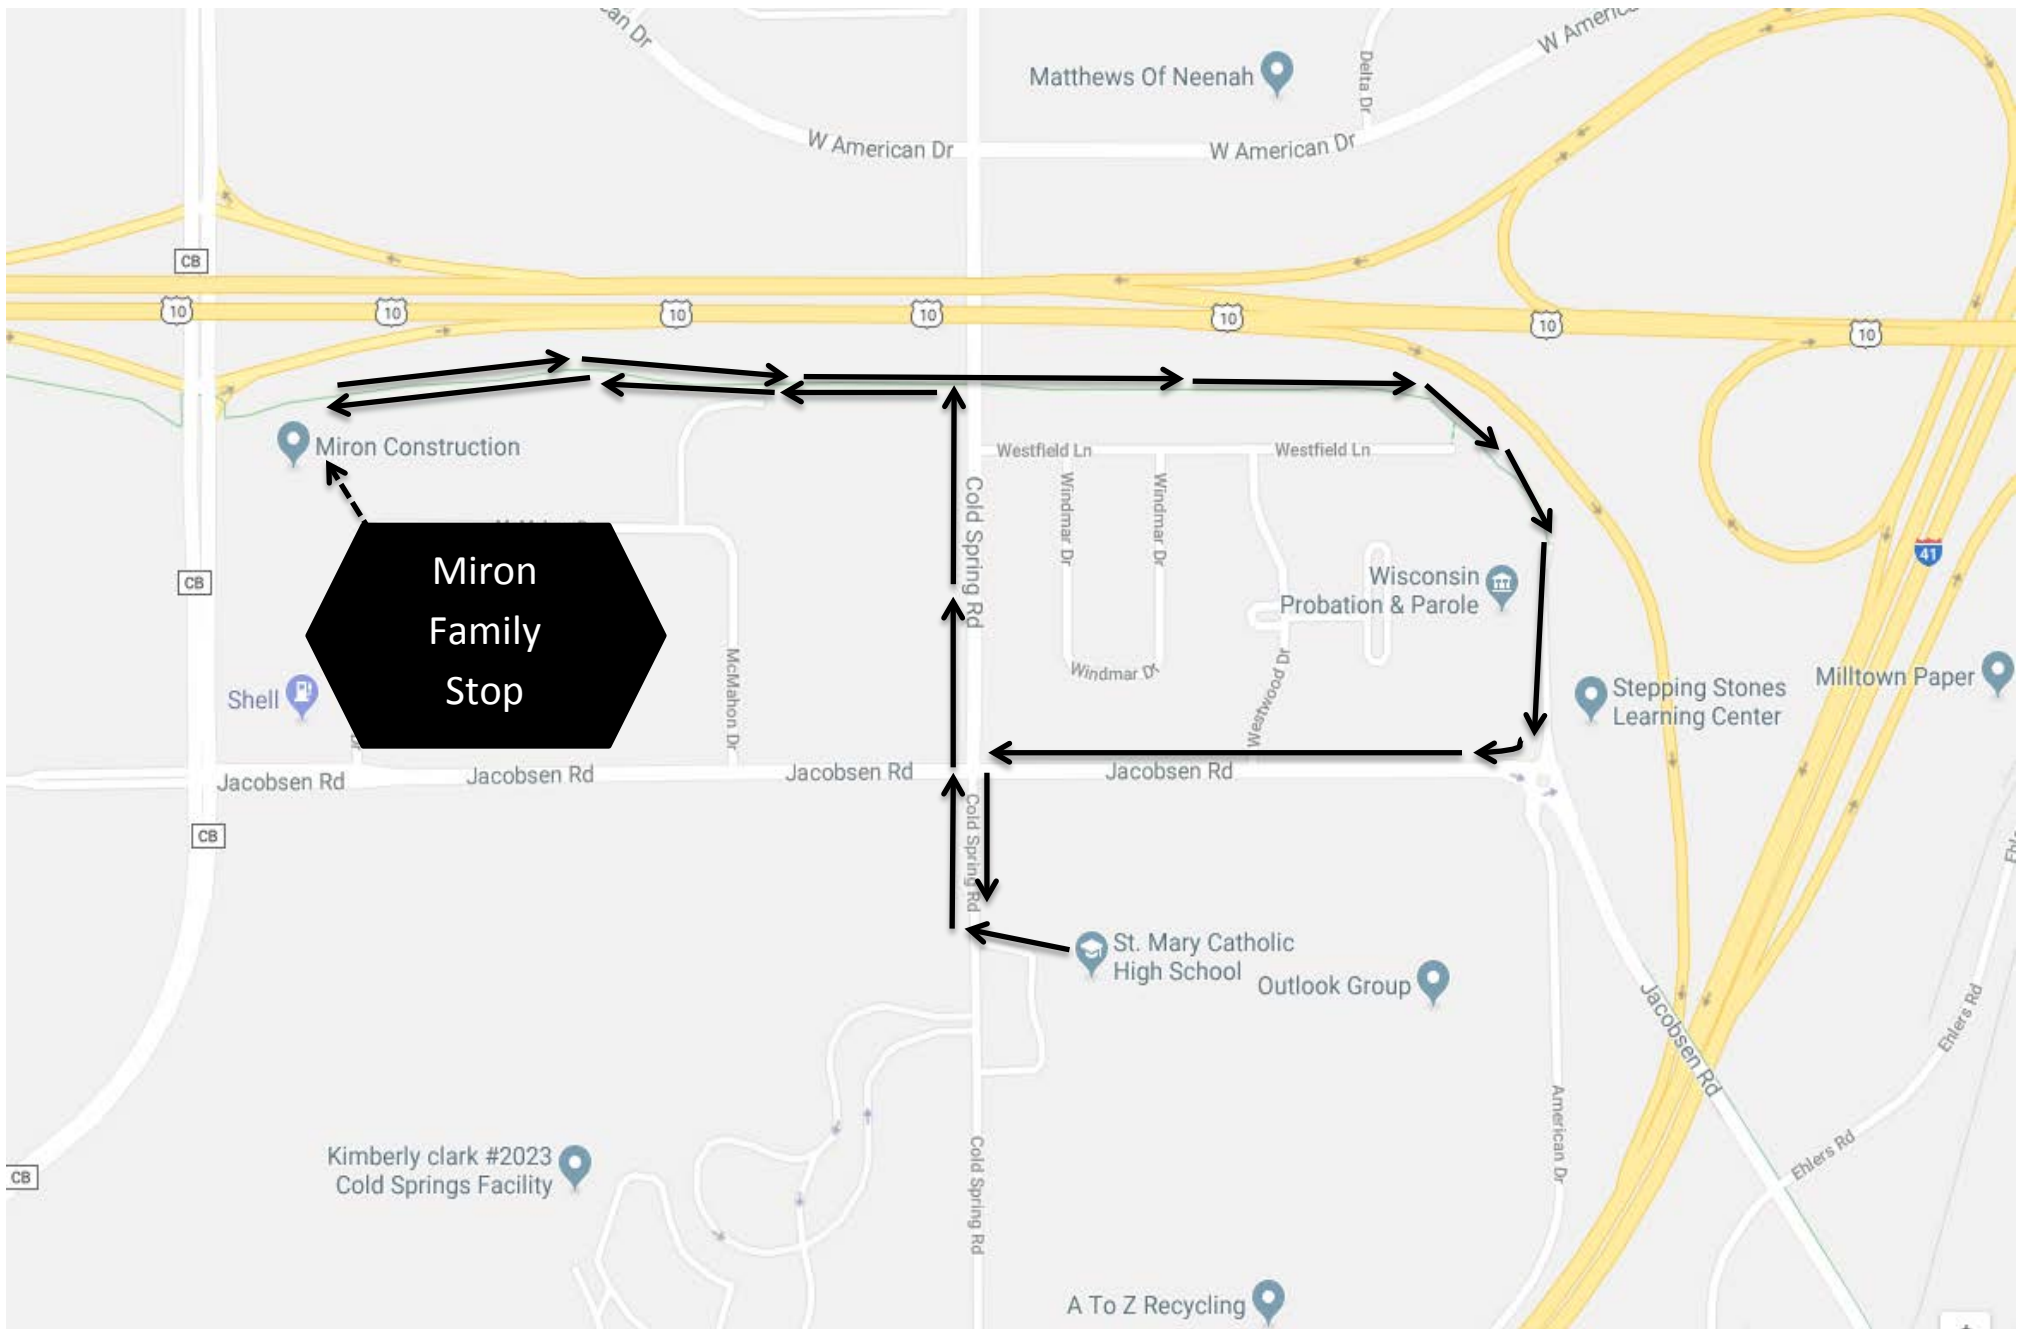 an Dr
W Americ
Matthews Of Neenah
Delta Dr
W American Dr
W American Dr
CB
10
10
10
10
10
10
10
Miron Construction
Westfield Ln
Westfield Ln
Cold Spring Rd
Windmar Dr
Windmar Dr
41
CB
Miron
Family
Stop
Wisconsin
Probation & Parole
McMahon Dr
Windmar Dr
Westwood Dr
Shell
Stepping Stones
Learning Center
Milltown Paper
Jacobsen Rd
Jacobsen Rd
Jacobsen Rd
Jacobsen Rd
CB
Cold Spring Rd
St. Mary Catholic
High School
Outlook Group
Jacobsen Rd
Ehlers Rd
American Dr
Ehlers Rd
Cold Spring Rd
Kimberly clark #2023
Cold Springs Facility
CB
A To Z Recycling